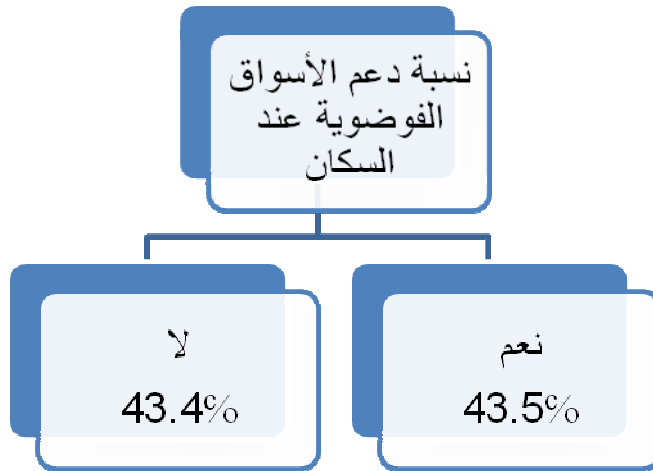 نسبة دعم الأسواق
الفوضوية عند
السكان
نعم
43.5%
لا
43.4%